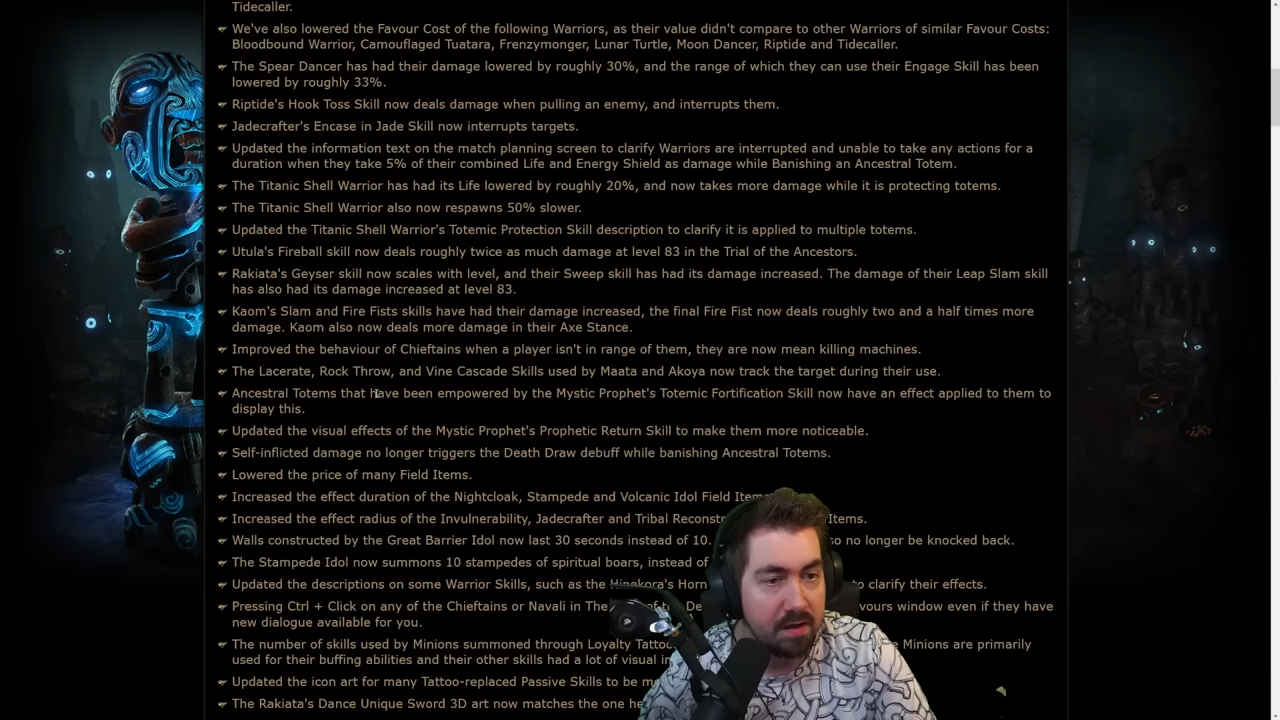 Tidecaller.
We've also lowered the Favour Cost of the following Warriors, as their value didn't compare to other Warriors of similar Favour Costs:
Bloodbound Warrior, Camouflaged Tuatara, Frenzymonger, Lunar Turtle, Moon Dancer, Riptide and Tidecaller.
The Spear Dancer has had their damage lowered by roughly 30%, and the range of which they can use their Engage Skill has been
lowered by roughly 33%.
Riptide's Hook Toss Skill now deals damage when pulling an enemy, and interrupts them.
Jadecrafter's Encase in Jade Skill now interrupts targets.
Updated the information text on the match planning screen to clarify Warriors are interrupted and unable to take any actions for a
duration when they take 5% of their combined Life and Energy Shield as damage while Banishing an Ancestral Totem.
The Titanic Shell Warrior has had its Life lowered by roughly 20%, and now takes more damage while it is protecting totems.
The Titanic Shell Warrior also now respawns 50% slower.
Updated the Titanic Shell Warrior's Totemic Protection Skill description to clarify it is applied to multiple totems.
Utula's Fireball skill now deals roughly twice as much damage at level 83 in the Trial of the Ancestors.
Rakiata's Geyser skill now scales with level, and their Sweep skill has had its damage increased. The damage of their Leap Slam skill
has also had its damage increased at level 83.
Kaom's Slam and Fire Fists skills have had their damage increased, the final Fire Fist now deals roughly two and a half times more
damage. Kaom also now deals more damage in their Axe Stance.
Improved the behaviour of Chieftains when a player isn't in range of them, they are now mean killing machines.
The Lacerate, Rock Throw, and Vine Cascade Skills used by Maata and Akoya now track the target during their use.
Ancestral Totems that have been empowered by the Mystic Prophet's Totemic Fortification Skill now have an effect applied to them to
display this.
Updated the visual effects of the Mystic Prophet's Prophetic Return Skill to make them more noticeable.
Self-inflicted damage no longer triggers the Death Draw debuff while banishing Ancestral Totems.
Lowered the price of many Field Items.
Increased the effect duration of the Nightcloak, Stampede and Volcanic Idol Field Item
Increased the effect radius of the Invulnerability, Jadecrafter and Tribal Reconstr Items.
Walls constructed by the Great Barrier Idol now last 30 seconds instead of 10. so no longer be knocked back.
The Stampede Idol now summons 10 stampedes of spiritual boars, instead of
Updated the descriptions on some Warrior Skills, such as the Hinekora's Horn to clarify their effects.
Pressing Ctrl + Click on any of the Chieftains or Navali in The of the De vours window even if they have
new dialogue available for you.
The number of skills used by Minions summoned through Loyalty Tattoo e Minions are primarily
used for their buffing abilities and their other skills had a lot of visual
Updated the icon art for many Tattoo-replaced Passive Skills to be
The Rakiata's Dance Unique Sword 3D art now matches the one